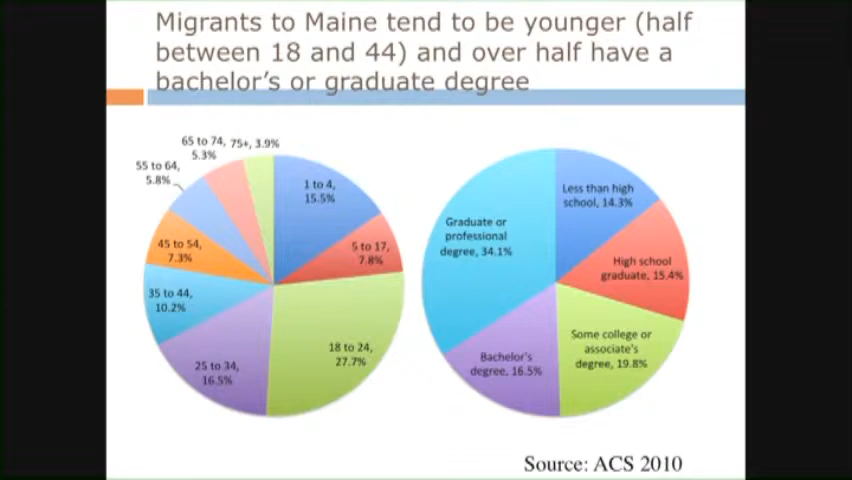 Migrants to Maine tend to be younger (half
between 18 and 44) and over half have a
bachelor's or graduate degree
65 to 74,
5.3%
75+, 3.9%
55 to 64,
5.8%
1 to 4,
15.5%
45 to 54,
7.3%
5 to 17,
7.8%
35 to 44,
10.2%
18 to 24,
27.7%
25 to 34,
16.5%
Less than high
school, 14.3%
Graduate or
professional
degree, 34.1%
High school
graduate, 15.4%
Some college or
associate's
degree, 19.8%
Bachelor's
degree, 16.5%
Source: ACS 2010